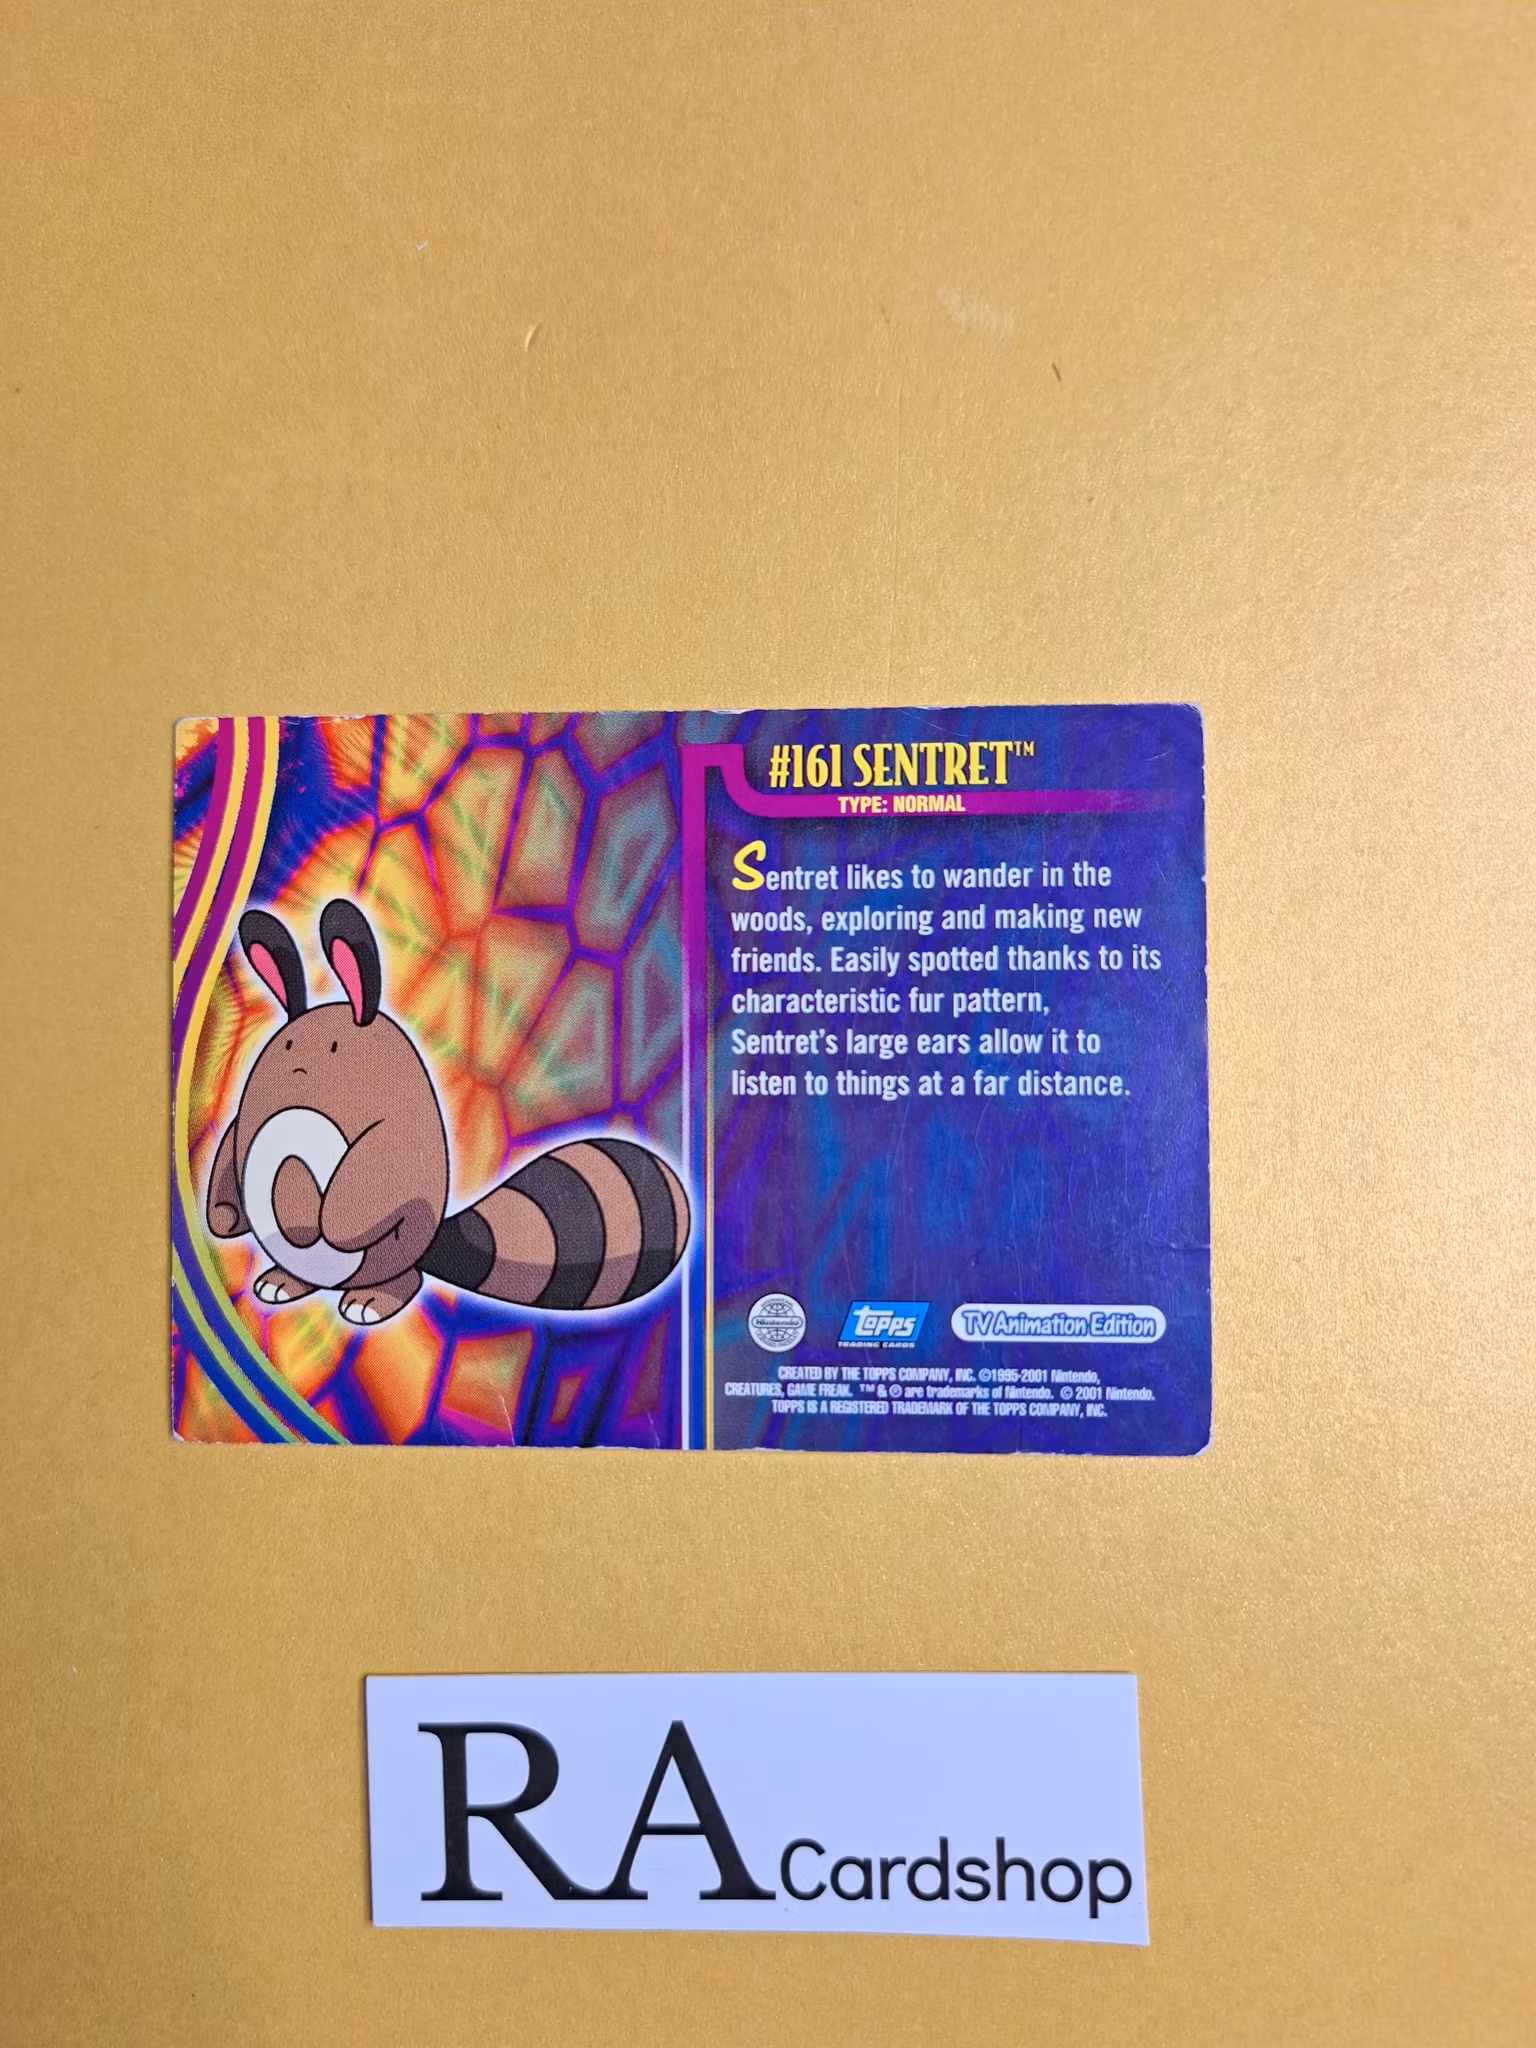 #161 SENTRET™
TYPE: NORMAL
Sentret likes to wander in the
woods, exploring and making new
friends. Easily spotted thanks to its
characteristic fur pattern,
Sentret's large ears allow it to
listen to things at a far distance.
Nintendo
TOPPS
TRADING CARDS
TV Animation Edition
CREATED BY THE TOPPS COMPANY, INC. ©1995-2001 Nintendo,
CREATURES, GAME FREAK. ™ & ® are trademarks of Nintendo. © 2001 Nintendo.
TOPPS IS A REGISTERED TRADEMARK OF THE TOPPS COMPANY, INC.
RA Cardshop